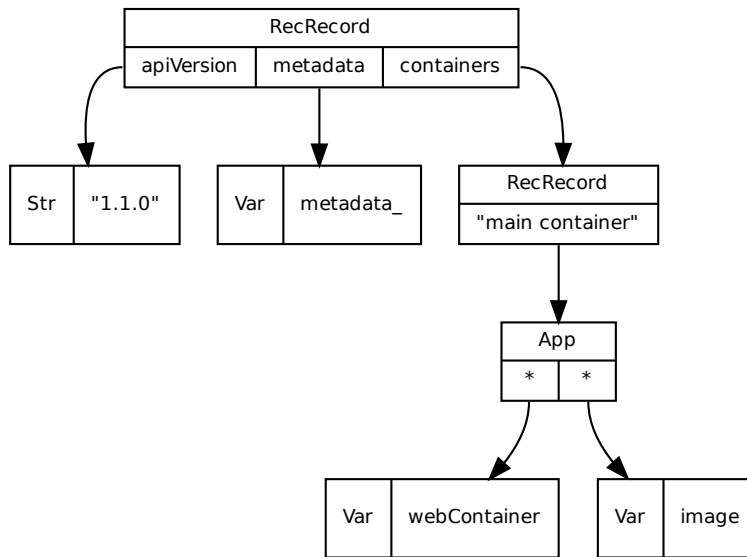 RecRecord
apiVersion metadata containers
Str "1.1.0" Var metadata_ RecRecord
"main container"
App
* *
Var webContainer Var image